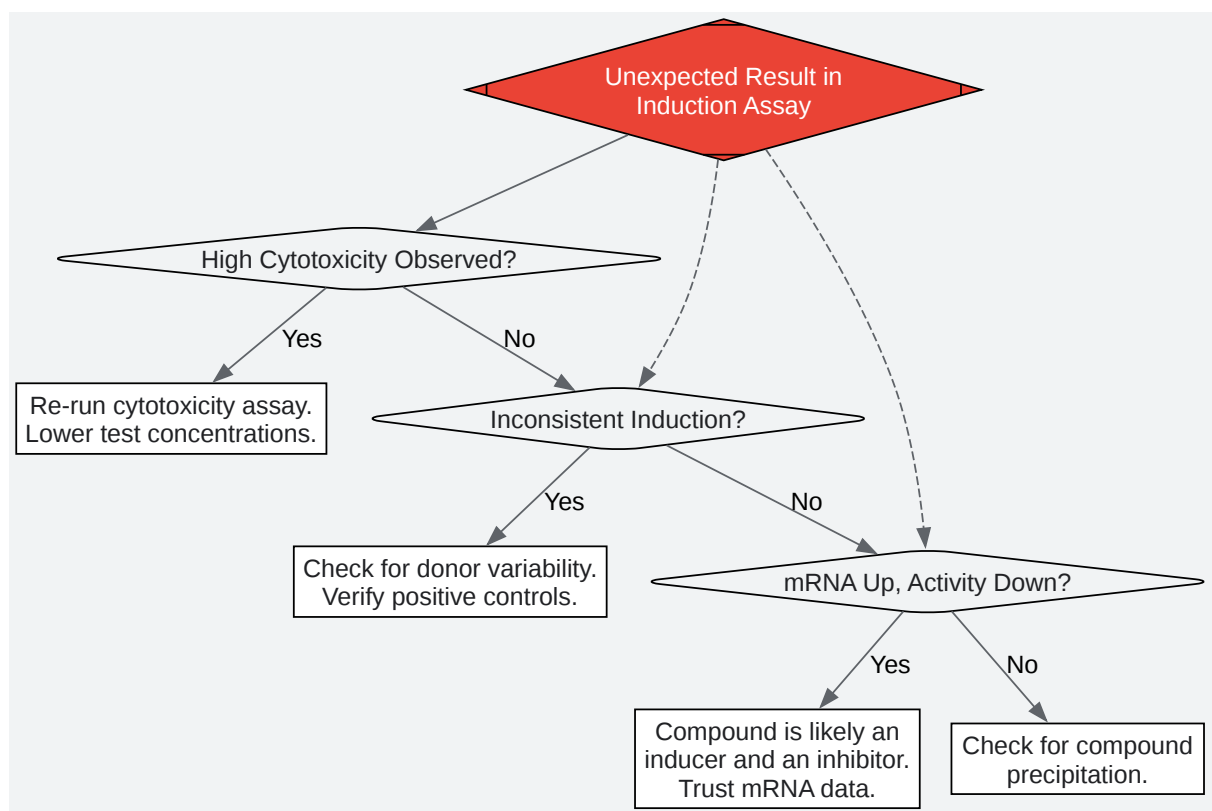 Unexpected Result in
Induction Assay
High Cytotoxicity Observed?
Yes
No
Re-run cytotoxicity assay.
Lower test concentrations.
Inconsistent Induction?
Yes
No
Check for donor variability.
Verify positive controls.
mRNA Up, Activity Down?
Yes
No
Compound is likely an
inducer and an inhibitor.
Trust mRNA data.
Check for compound
precipitation.